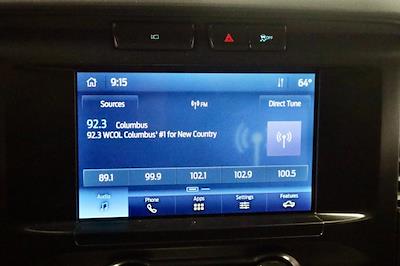 OFF
9:15
64°
Sources
FM
Direct Tune
92.3 Columbus
92.3 WCOL Columbus' #1 for New Country
89.1 99.9 102.1 102.9 100.5
Audio Phone Apps Settings Features